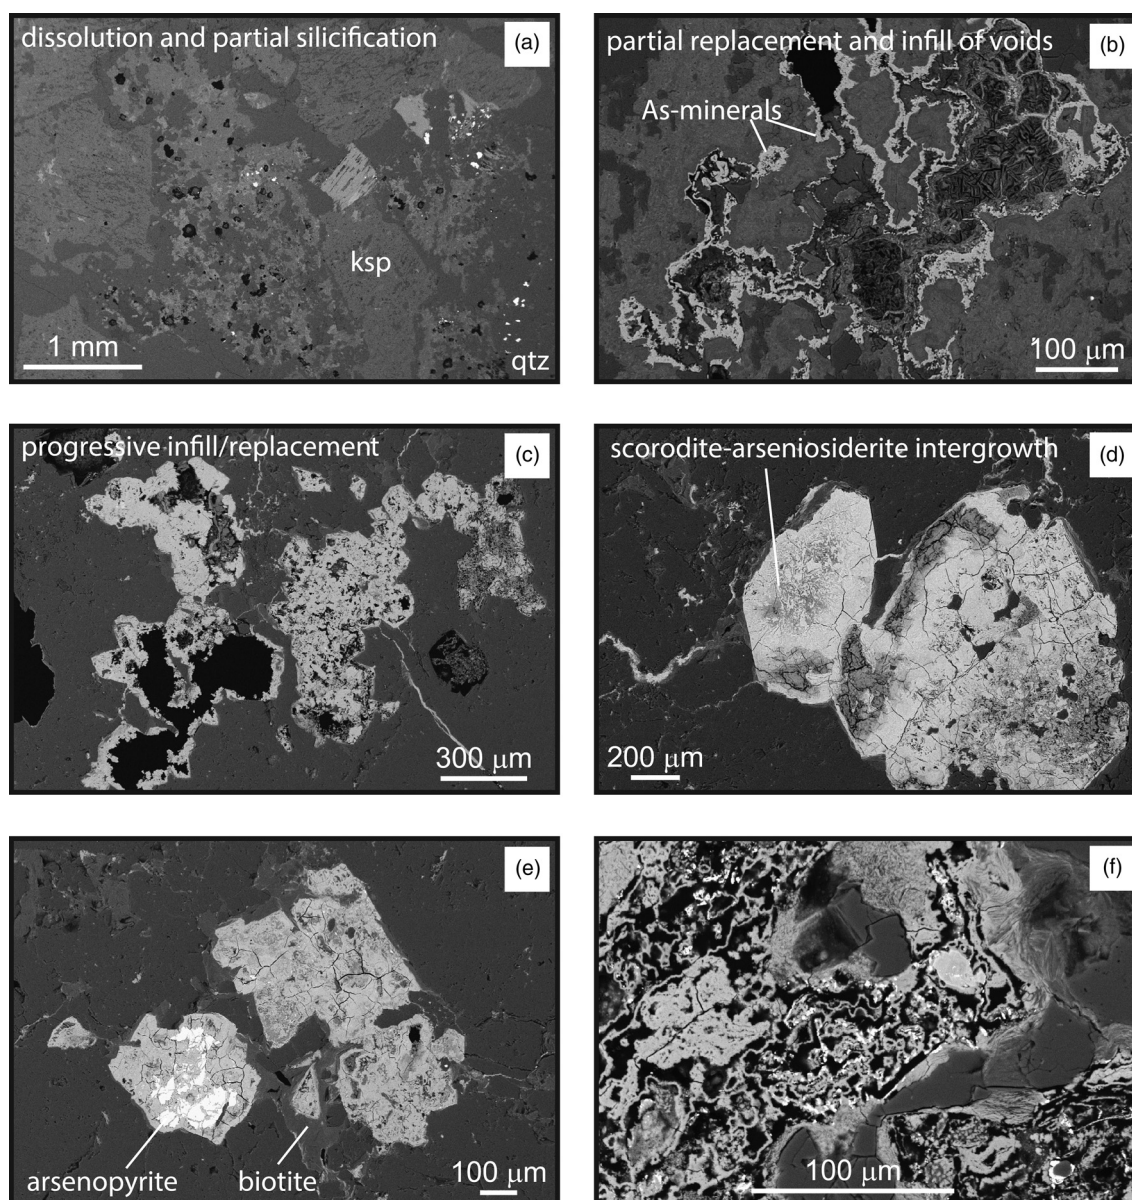 dissolution and partial silicification
(a)
ksp
1 mm
qtz
partial replacement and infill of voids
(b)
As-minerals
100 μm
progressive infill/replacement
(c)
300 μm
scorodite-arseniosiderite intergrowth
(d)
200 μm
(e)
arsenopyrite
biotite
100 μm
(f)
100 μm